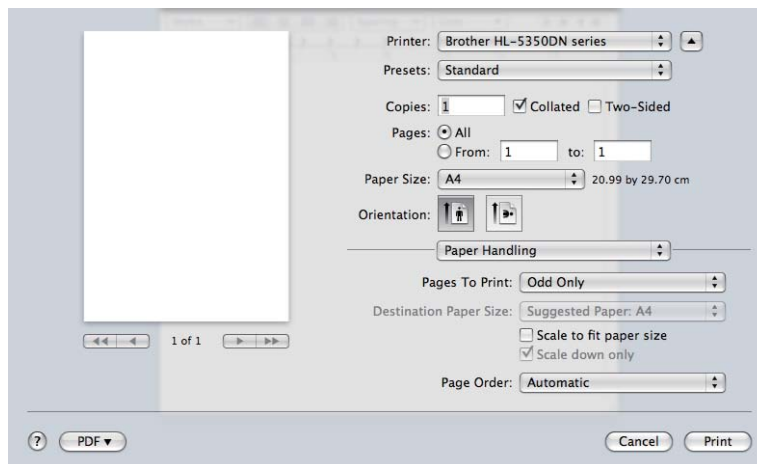 Printer: Brother HL-5350DN series
Presets: Standard
Copies: 1 Collated Two-Sided
Pages: All
From: 1 to: 1
Paper Size: A4 20.99 by 29.70 cm
Orientation:
Paper Handling
Pages To Print: Odd Only
Destination Paper Size: Suggested Paper: A4
Scale to fit paper size
1 of 1
Scale down only
Page Order: Automatic
? PDF Cancel Print